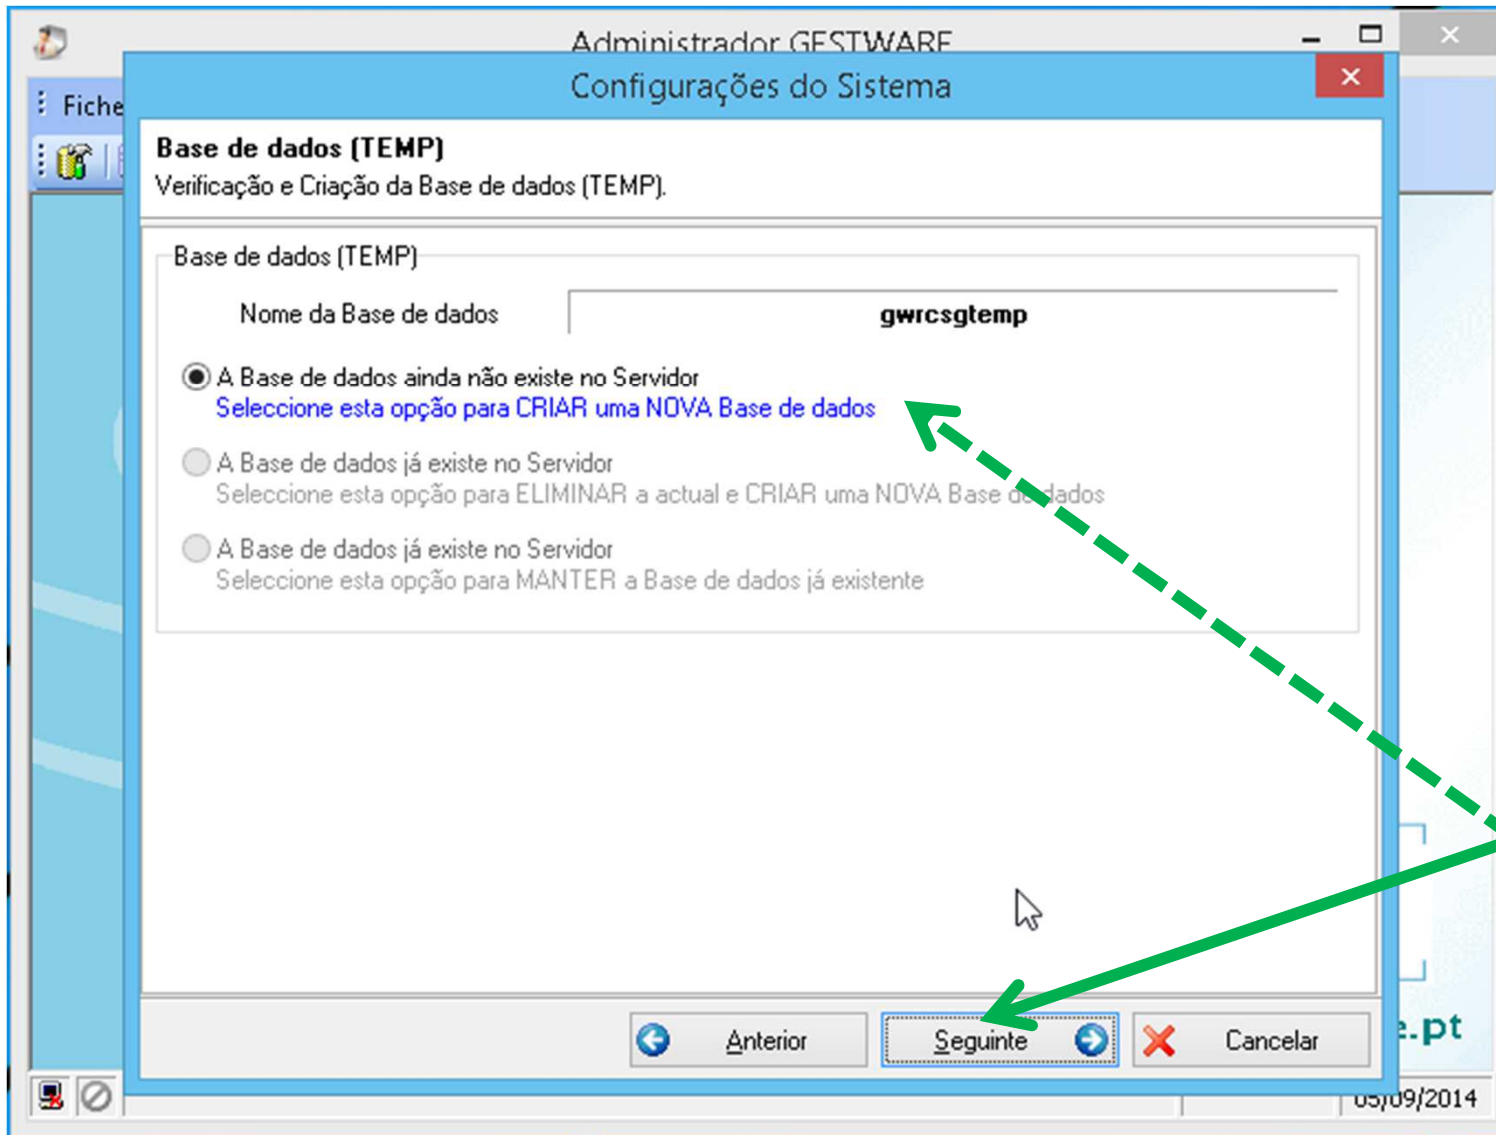 Administrador GESTWARE
Configurações do Sistema
Fiche
Base de dados (TEMP)
Verificação e Criação da Base de dados (TEMP).
Base de dados (TEMP)
Nome da Base de dados
gwrcsgtemp
A Base de dados ainda não existe no Servidor
Seleccione esta opção para CRIAR uma NOVA Base de dados
A Base de dados já existe no Servidor
Seleccione esta opção para ELIMINAR a actual e CRIAR uma NOVA Base de dados
A Base de dados já existe no Servidor
Seleccione esta opção para MANTER a Base de dados já existente
Anterior
Seguinte
Cancelar
e.pt
05/09/2014